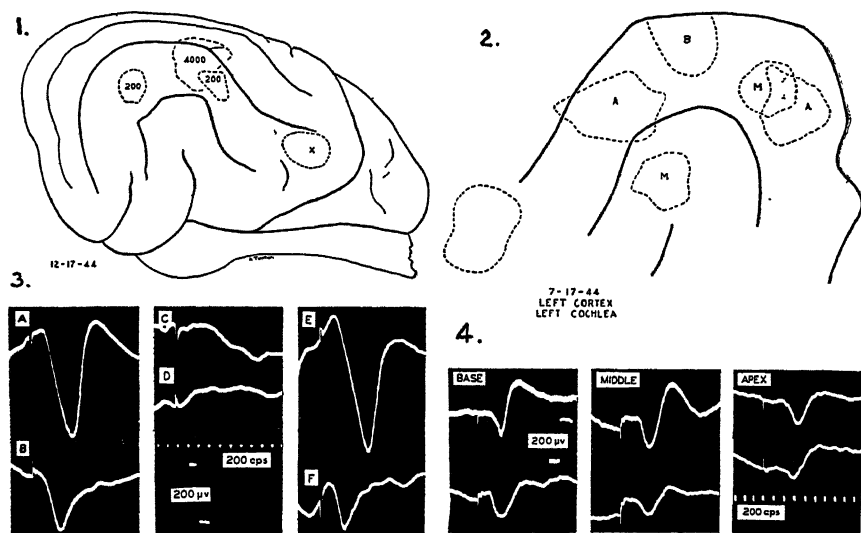 1.
4000
200
200
X
12-17-44
2.
B
A
M
A
M
7-17-44
LEFT CORTEX
LEFT COCHLEA
3.
A
C
E
D
B
F
200 cps
200 μv
4.
BASE
MIDDLE
APEX
200 μv
200 cps